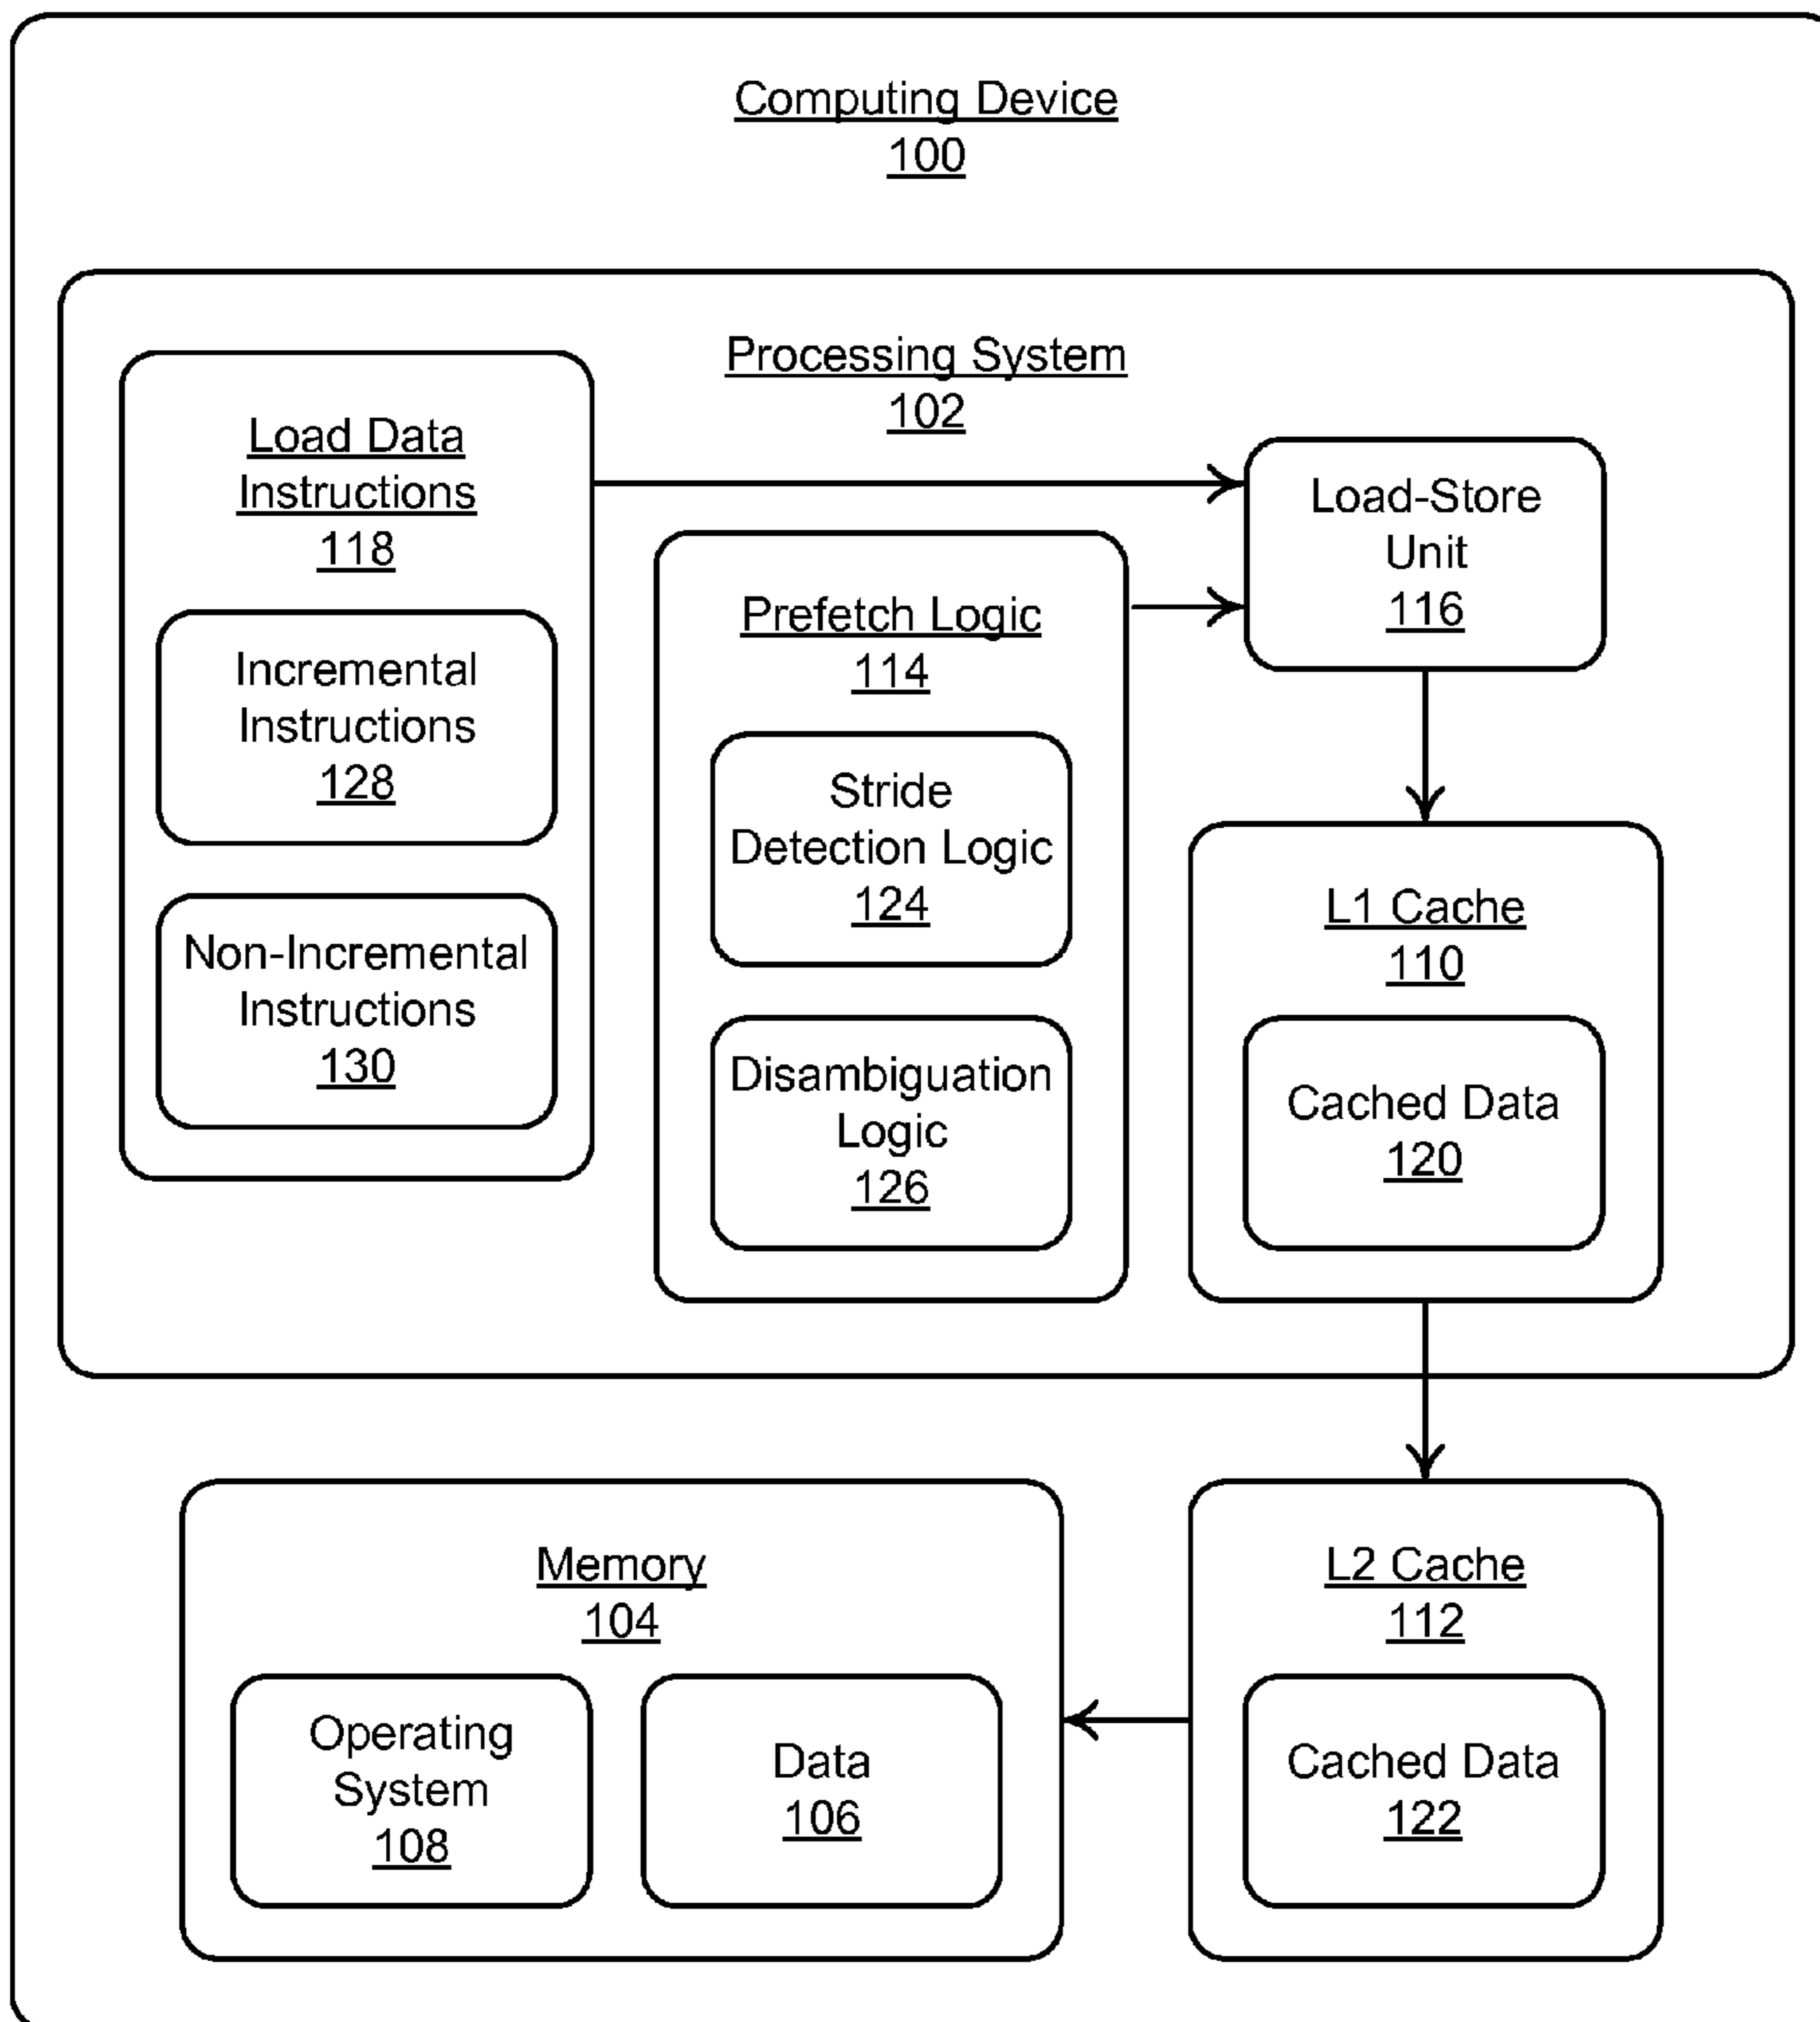 Computing Device
100
Processing System
102
Load Data
Instructions
118
Incremental
Instructions
128
Non-Incremental
Instructions
130
Prefetch Logic
114
Stride
Detection Logic
124
Disambiguation
Logic
126
Load-Store
Unit
116
L1 Cache
110
Cached Data
120
Memory
104
Operating
System
108
Data
106
L2 Cache
112
Cached Data
122